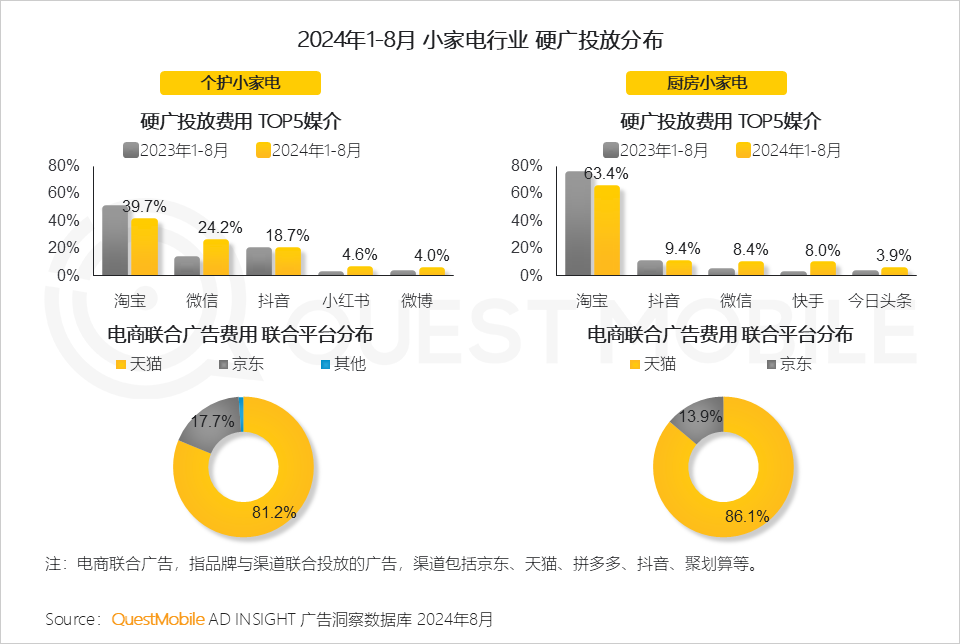 2024年1-8月 小家电行业 硬广投放分布
个护小家电
硬广投放费用 TOP5媒介
2023年1-8月
2024年1-8月
80%
60%
40%
20%
0%
39.7%
24.2%
18.7%
4.6%
4.0%
淘宝
微信
抖音
小红书
微博
电商联合广告费用 联合平台分布
天猫
京东
其他
17.7%
81.2%
厨房小家电
硬广投放费用 TOP5媒介
2023年1-8月
2024年1-8月
80%
60%
40%
20%
0%
63.4%
9.4%
8.4%
8.0%
3.9%
淘宝
抖音
微信
快手
今日头条
电商联合广告费用 联合平台分布
天猫
京东
13.9%
86.1%
QUEST MOBILE
注：电商联合广告，指品牌与渠道联合投放的广告，渠道包括京东、天猫、拼多多、抖音、聚划算等。
Source：QuestMobile AD INSIGHT 广告洞察数据库 2024年8月